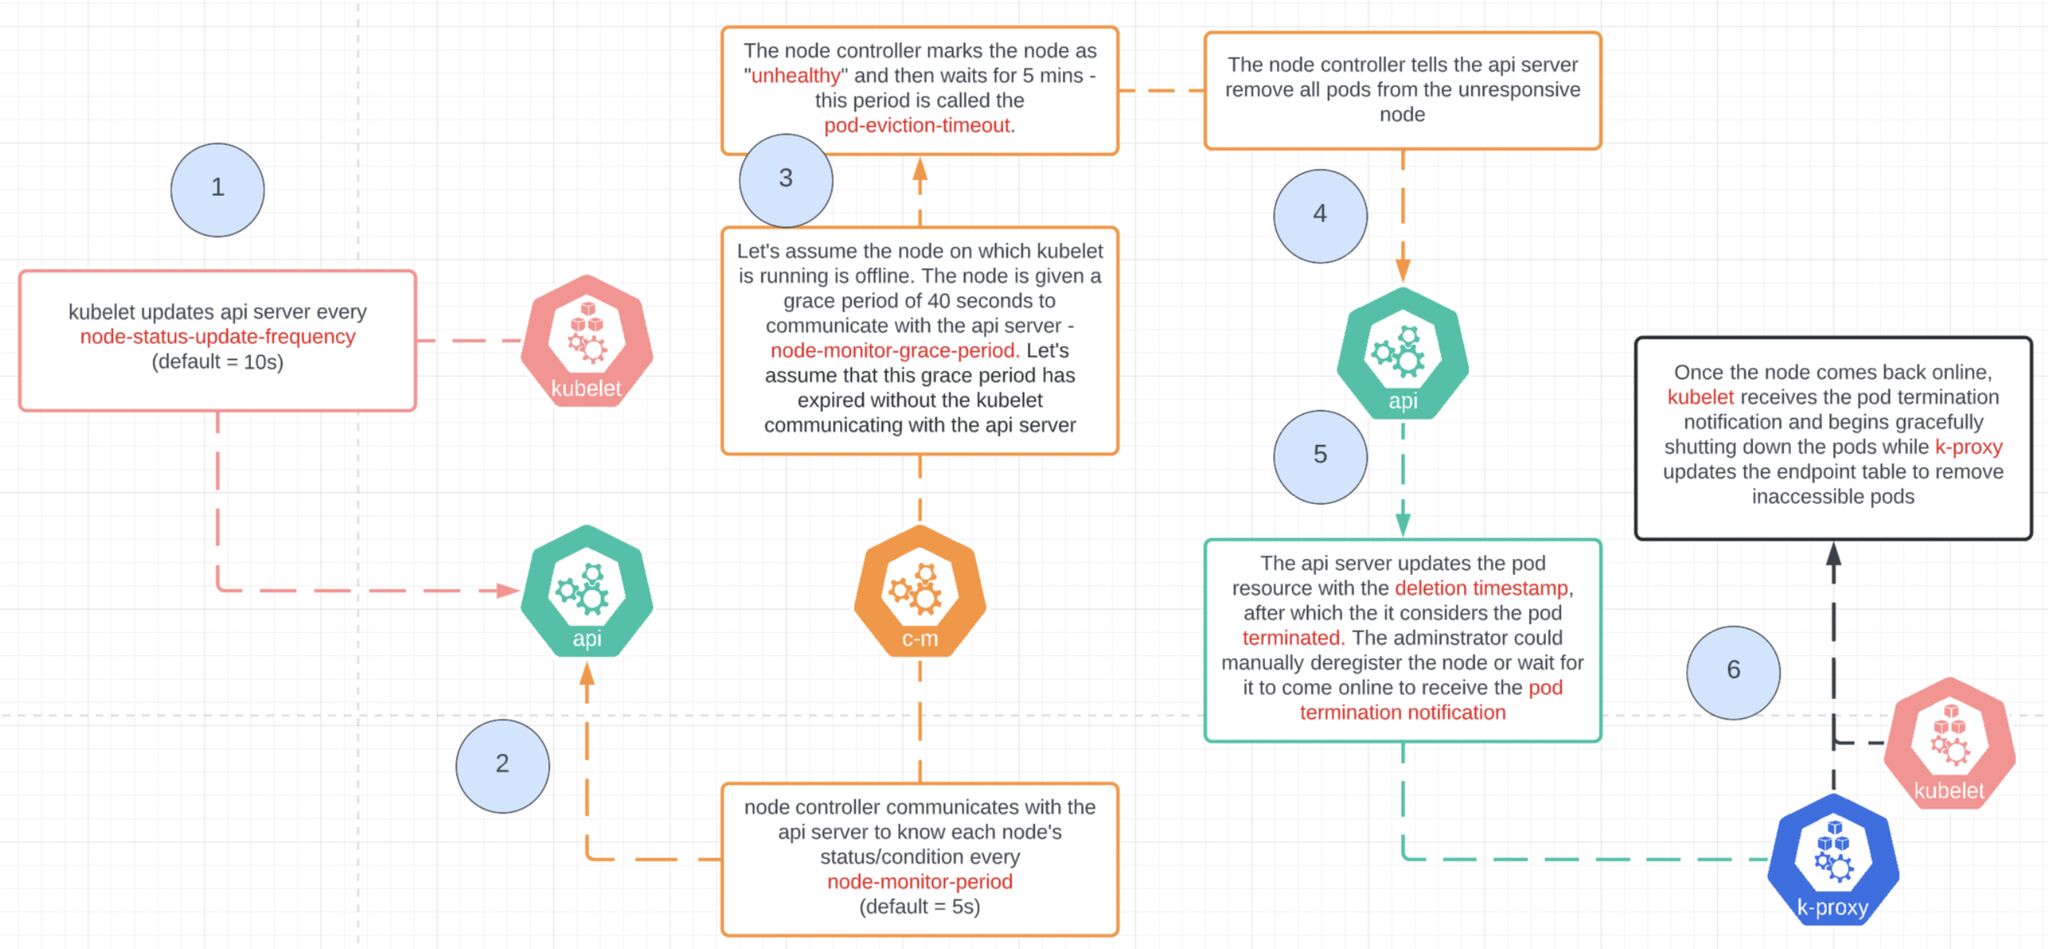 1
kubelet updates api server every
node-status-update-frequency
(default = 10s)
kubelet
api
2
node controller communicates with the
api server to know each node's
status/condition every
node-monitor-period
(default = 5s)
c-m
3
Let's assume the node on which kubelet
is running is offline. The node is given a
grace period of 40 seconds to
communicate with the api server -
node-monitor-grace-period. Let's
assume that this grace period has
expired without the kubelet
communicating with the api server
The node controller marks the node as
"unhealthy" and then waits for 5 mins -
this period is called the
pod-eviction-timeout.
The node controller tells the api server
remove all pods from the unresponsive
node
4
api
5
The api server updates the pod
resource with the deletion timestamp,
after which the it considers the pod
terminated. The adminstrator could
manually deregister the node or wait for
it to come online to receive the pod
termination notification
6
Once the node comes back online,
kubelet receives the pod termination
notification and begins gracefully
shutting down the pods while k-proxy
updates the endpoint table to remove
inaccessible pods
kubelet
k-proxy